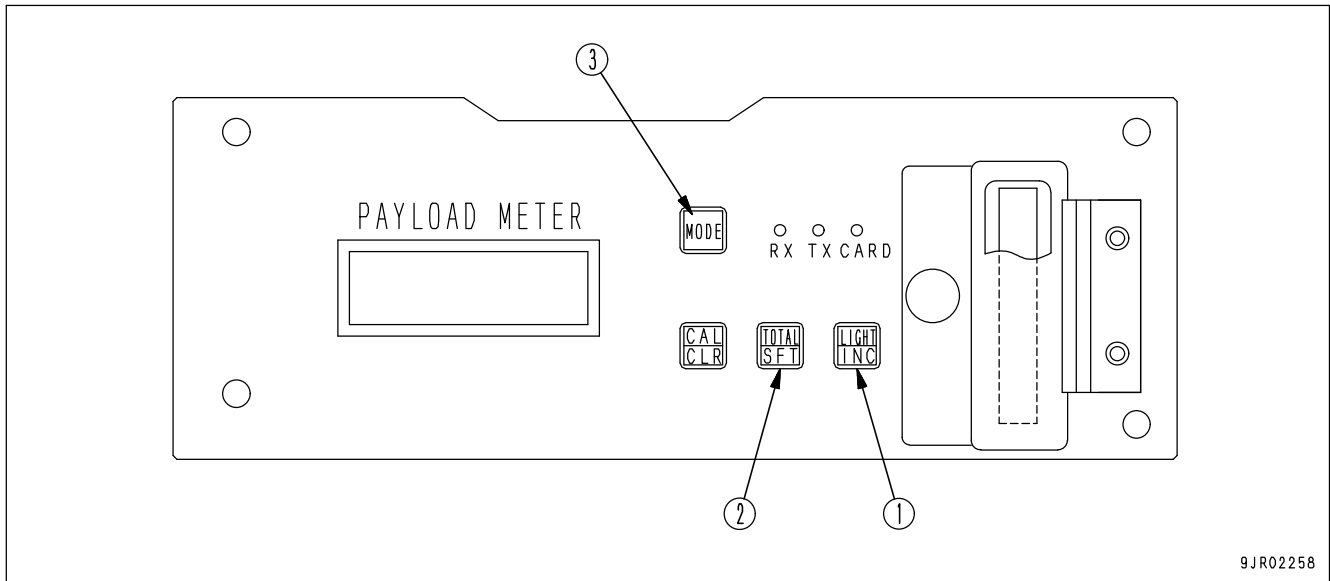 3
PAYLOAD METER
MODE
RX TX CARD
CAL
CLR
TOTAL
SFT
LIGHT
INC
2
1
9JR02258